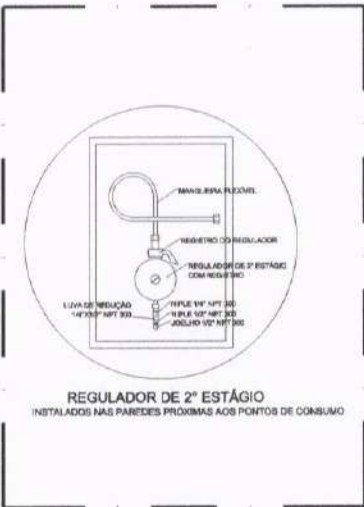 MANGUEIRA FLEXÍVEL
REGISTRO DO REGULADOR
REGULADOR DE 2° ESTÁGIO
COM REGISTRO
LUVA DE REDUÇÃO
NIPLE 1/4" NPT 300
NIPLE 1/2" NPT 300
JOELHO 1/2" NPT 300
REGULADOR DE 2° ESTÁGIO
INSTALADOS NAS PAREDES PRÓXIMAS AOS PONTOS DE CONSUMO